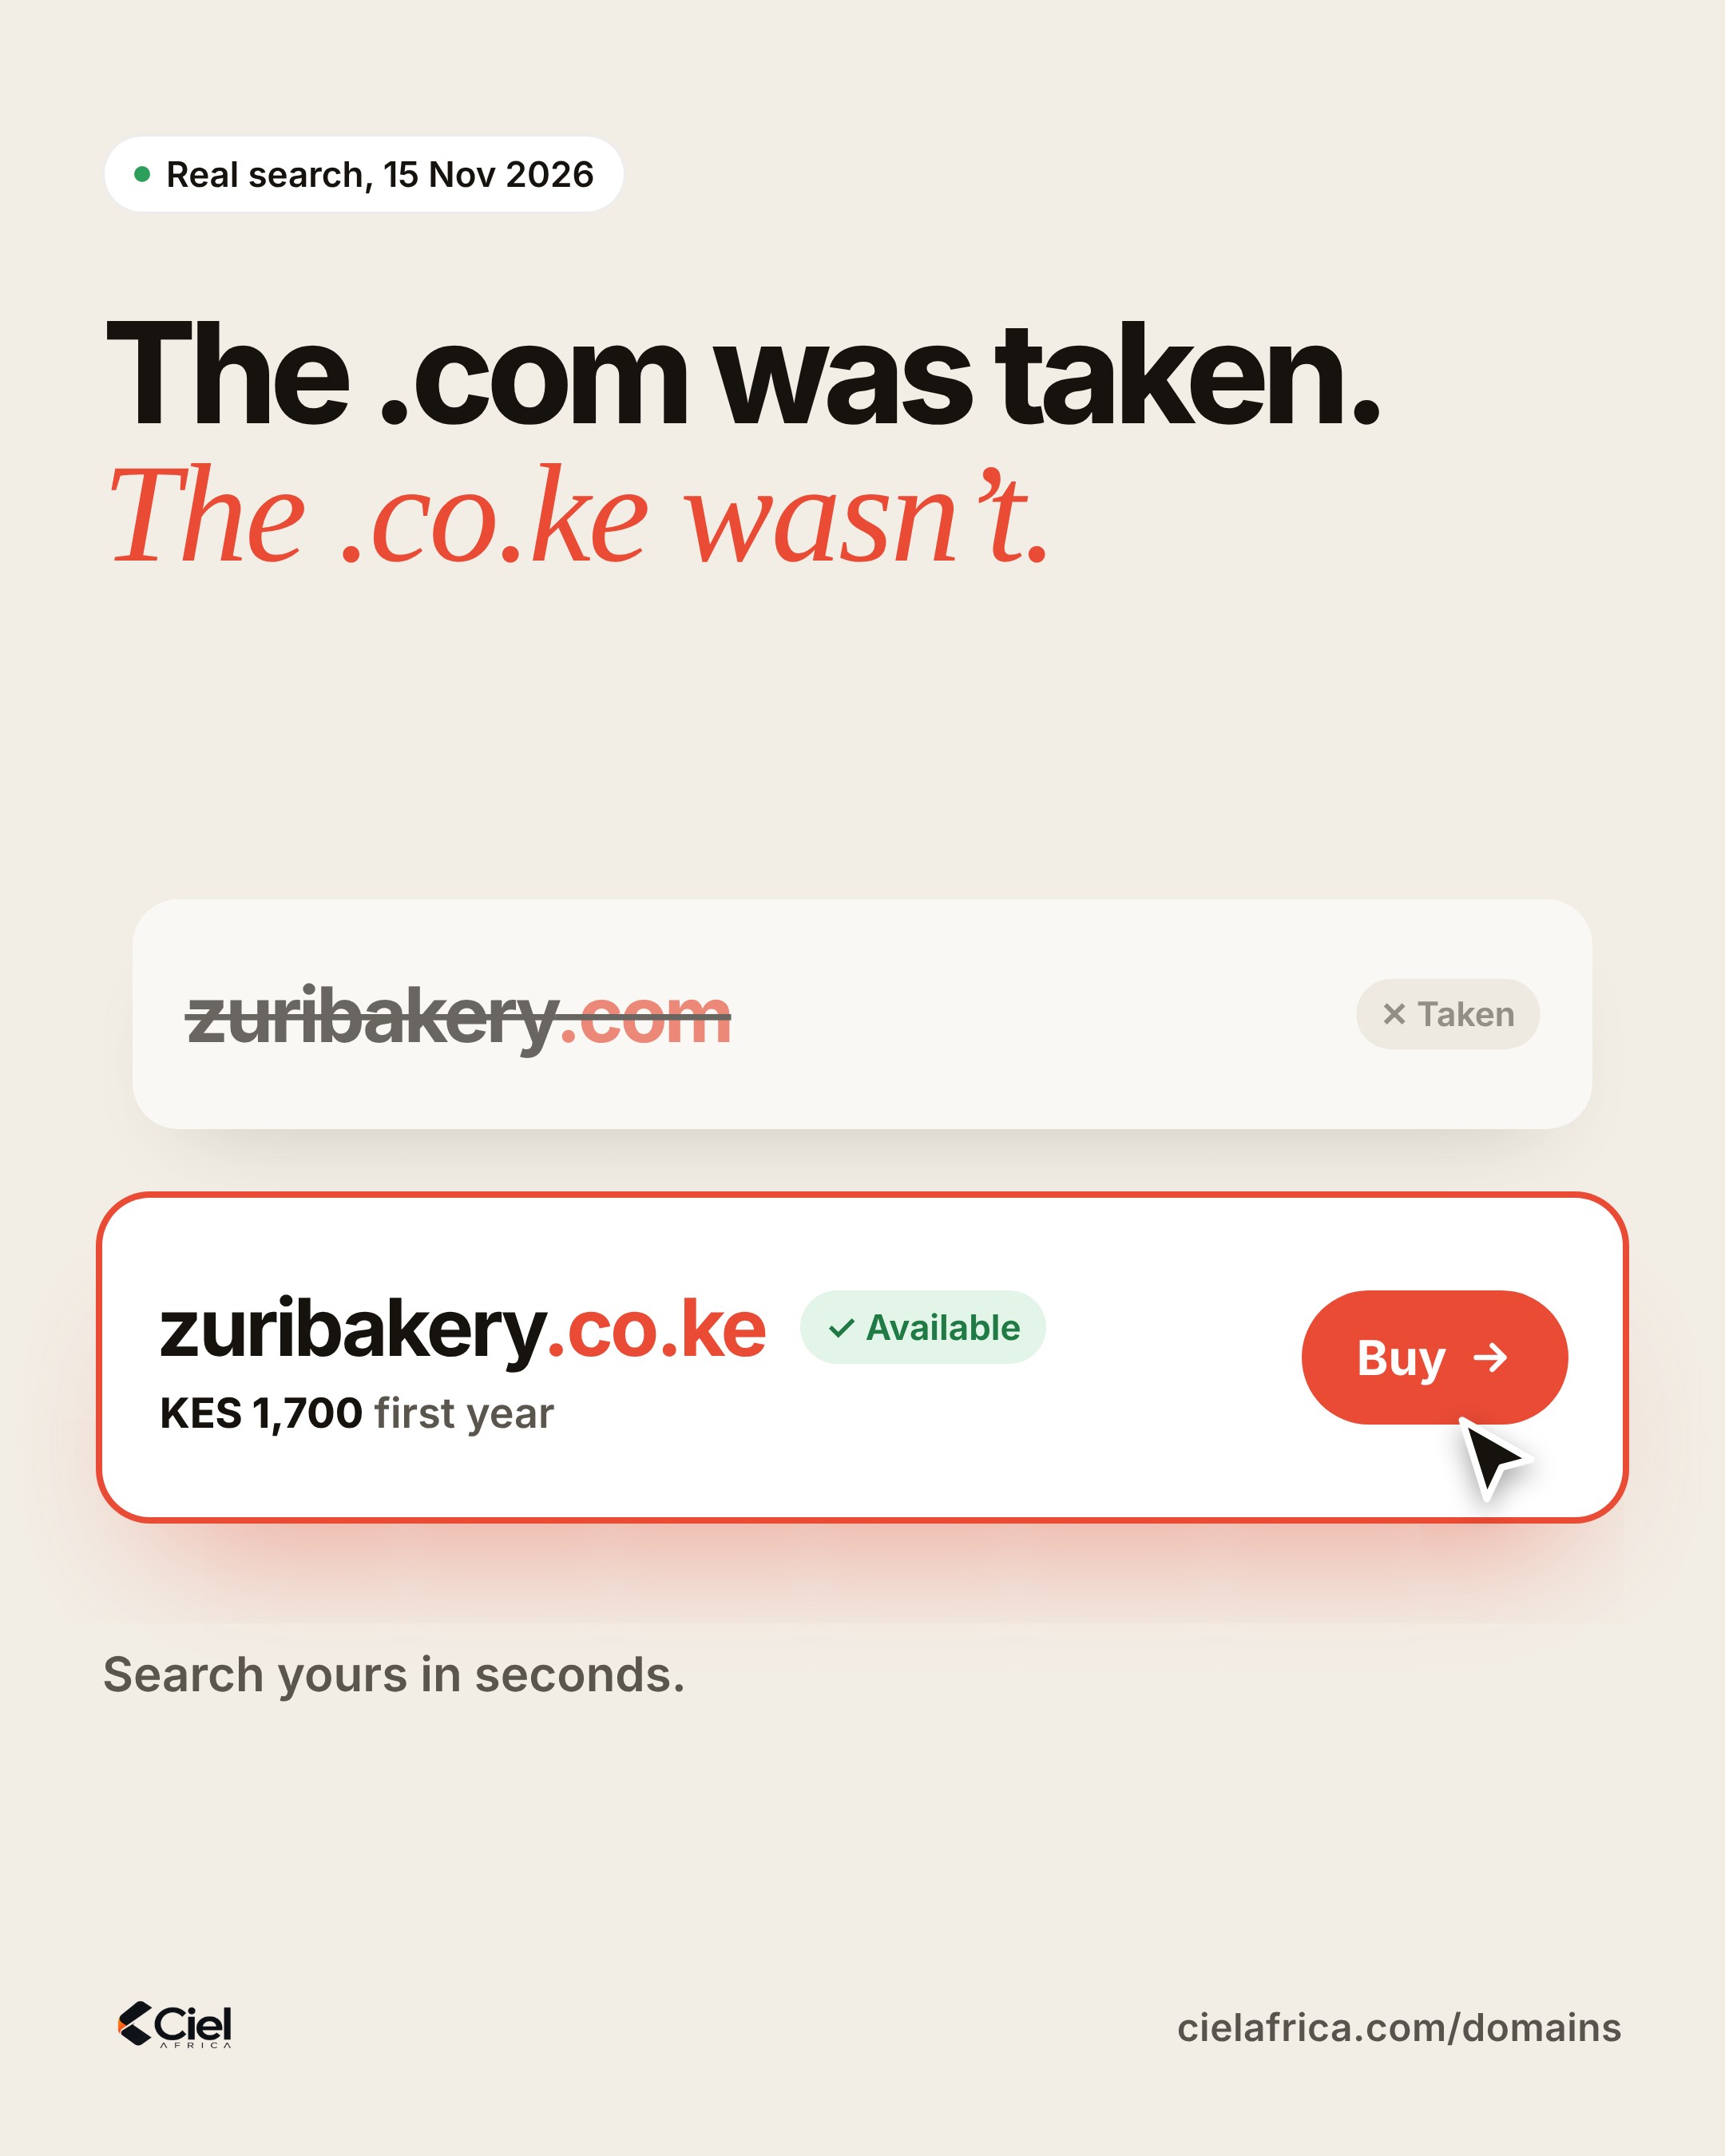 Real search, 15 Nov 2026
The .com was taken.
The .co.ke wasn’t.
zuribakery.com
✕ Taken
zuribakery.co.ke
✓ Available
KES 1,700 first year
Buy →
Search yours in seconds.
Ciel
AFRICA
cielafrica.com/domains